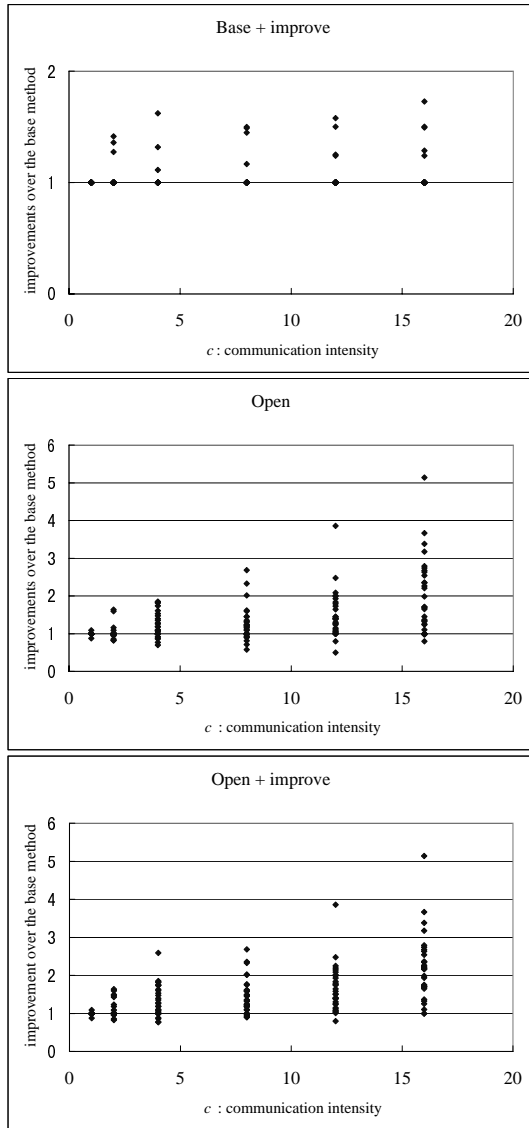 Base + improve
improvements over the base method
2
1
0
0 5 10 15 20
c : communication intensity
Open
improvements over the base method
6
5
4
3
2
1
0
0 5 10 15 20
c : communication intensity
Open + improve
improvement over the base method
6
5
4
3
2
1
0
0 5 10 15 20
c : communication intensity